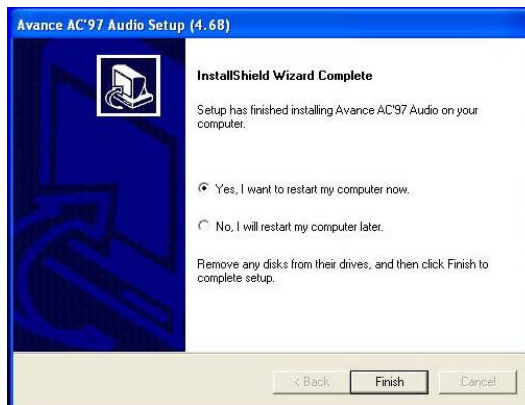 Avance AC'97 Audio Setup (4.68)
InstallShield Wizard Complete
Setup has finished installing Avance AC'97 Audio on your
computer.
Yes, I want to restart my computer now.
No, I will restart my computer later.
Remove any disks from their drives, and then click Finish to
complete setup.
< Back
Finish
Cancel